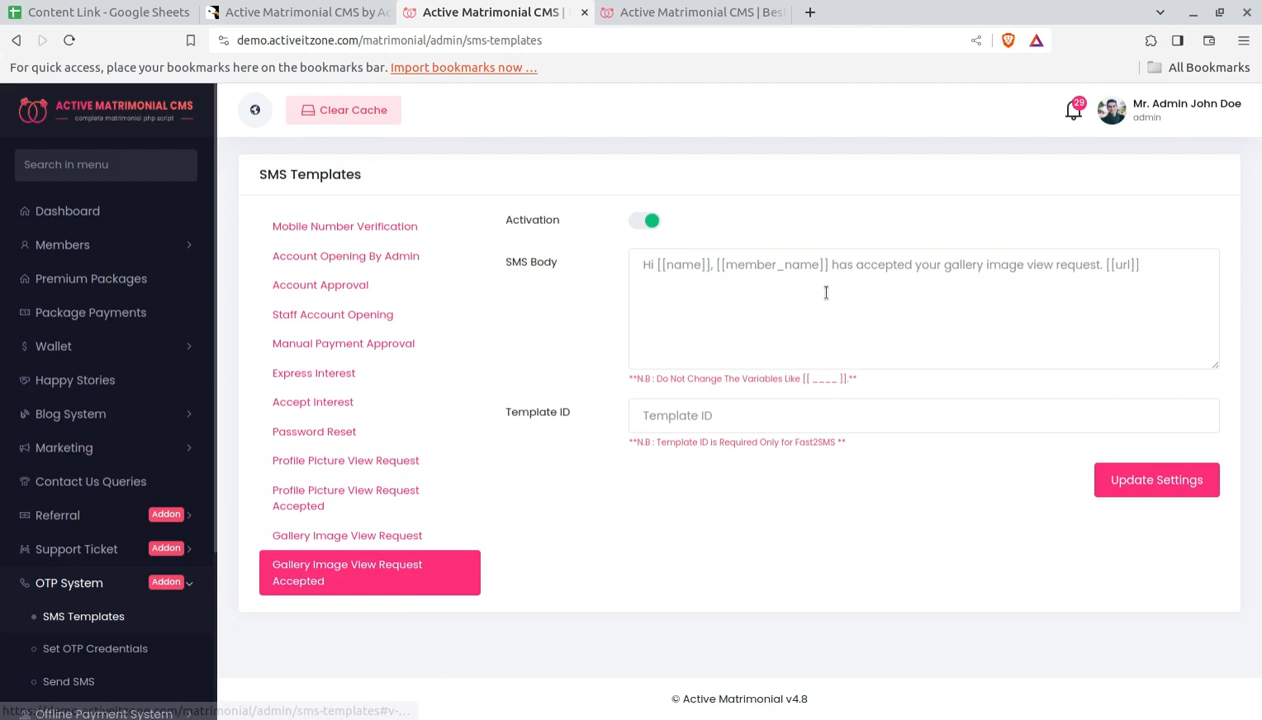 Content Link - Google Sheets
Active Matrimonial CMS by Ac
Active Matrimonial CMS |
Active Matrimonial CMS | Bes
demo.activeitzone.com/matrimonial/admin/sms-templates
For quick access, place your bookmarks here on the bookmarks bar. Import bookmarks now ...
All Bookmarks
ACTIVE MATRIMONIAL CMS
complete matrimonial php script
Clear Cache
29
Mr. Admin John Doe
admin
Search in menu
Dashboard
Members
Premium Packages
Package Payments
Wallet
Happy Stories
Blog System
Marketing
Contact Us Queries
Referral Addon
Support Ticket Addon
OTP System Addon
SMS Templates
Set OTP Credentials
Send SMS
Offline Payment System
SMS Templates
Mobile Number Verification
Account Opening By Admin
Account Approval
Staff Account Opening
Manual Payment Approval
Express Interest
Accept Interest
Password Reset
Profile Picture View Request
Profile Picture View Request
Accepted
Gallery Image View Request
Gallery Image View Request
Accepted
Activation
SMS Body
Hi [[name]], [[member_name]] has accepted your gallery image view request. [[url]]
**N.B : Do Not Change The Variables Like [[ ____ ]].**
Template ID
Template ID
**N.B : Template ID is Required Only for Fast2SMS **
Update Settings
© Active Matrimonial v4.8